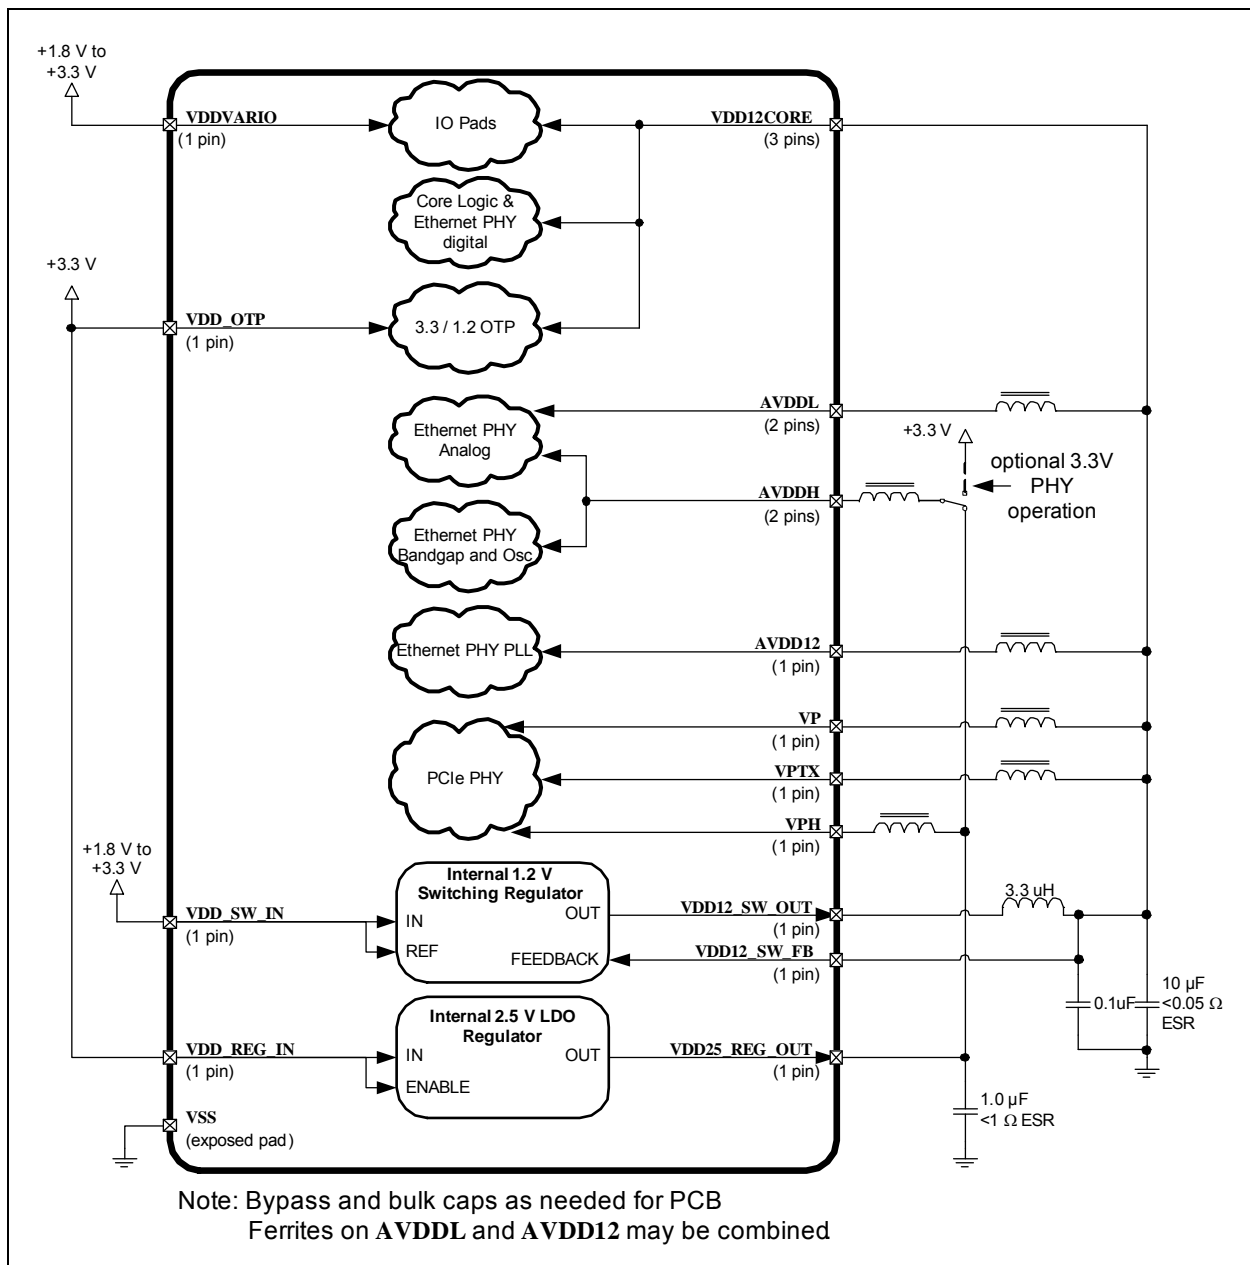 +1.8 V to
+3.3 V
VDDVARIO
(1 pin)
IO Pads
VDD12CORE
(3 pins)
Core Logic &
Ethernet PHY
digital
+3.3 V
VDD_OTP
(1 pin)
3.3 / 1.2 OTP
AVDDL
(2 pins)
Ethernet PHY
Analog
+3.3 V
optional 3.3V
PHY
operation
AVDDH
(2 pins)
Ethernet PHY
Bandgap and Osc
Ethernet PHY PLL
AVDD12
(1 pin)
VP
(1 pin)
PCIe PHY
VPTX
(1 pin)
VPH
(1 pin)
+1.8 V to
+3.3 V
VDD_SW_IN
(1 pin)
Internal 1.2 V
Switching Regulator
IN
REF
OUT
FEEDBACK
VDD12_SW_OUT
(1 pin)
3.3 uH
VDD12_SW_FB
(1 pin)
0.1uF
10 µF
<0.05 Ω
ESR
VDD_REG_IN
(1 pin)
Internal 2.5 V LDO
Regulator
IN
ENABLE
OUT
VDD25_REG_OUT
(1 pin)
1.0 µF
<1 Ω ESR
VSS
(exposed pad)
Note: Bypass and bulk caps as needed for PCB
Ferrites on AVDDL and AVDD12 may be combined